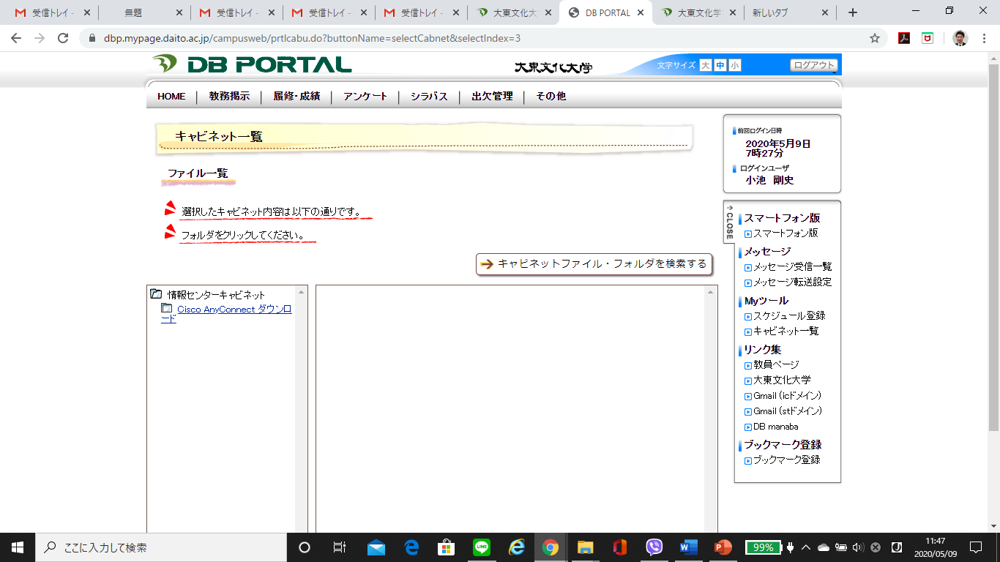 受信トレイ -
無題
受信トレイ -
受信トレイ -
受信トレイ -
大東文化大
DB PORTAL
大東文化学
新しいタブ
dbp.mypage.daito.ac.jp/campusweb/prtlcabu.do?buttonName=selectCabnet&selectIndex=3
DB PORTAL
大東文化大学
文字サイズ 大 中 小
ログアウト
HOME
教務掲示
履修・成績
アンケート
シラバス
出欠管理
その他
キャビネット一覧
ファイル一覧
選択したキャビネット内容は以下の通りです。
フォルダをクリックしてください。
キャビネットファイル・フォルダを検索する
情報センターキャビネット
Cisco AnyConnect ダウンロ
ード
前回ログイン日時
2020年5月9日
7時27分
ログインユーザ
小池 剛史
CLOSE
スマートフォン版
スマートフォン版
メッセージ
メッセージ受信一覧
メッセージ転送設定
Myツール
スケジュール登録
キャビネット一覧
リンク集
教員ページ
大東文化大学
Gmail (icドメイン)
Gmail (stドメイン)
DB manaba
ブックマーク登録
ブックマーク登録
ここに入力して検索
99%
11:47
2020/05/09